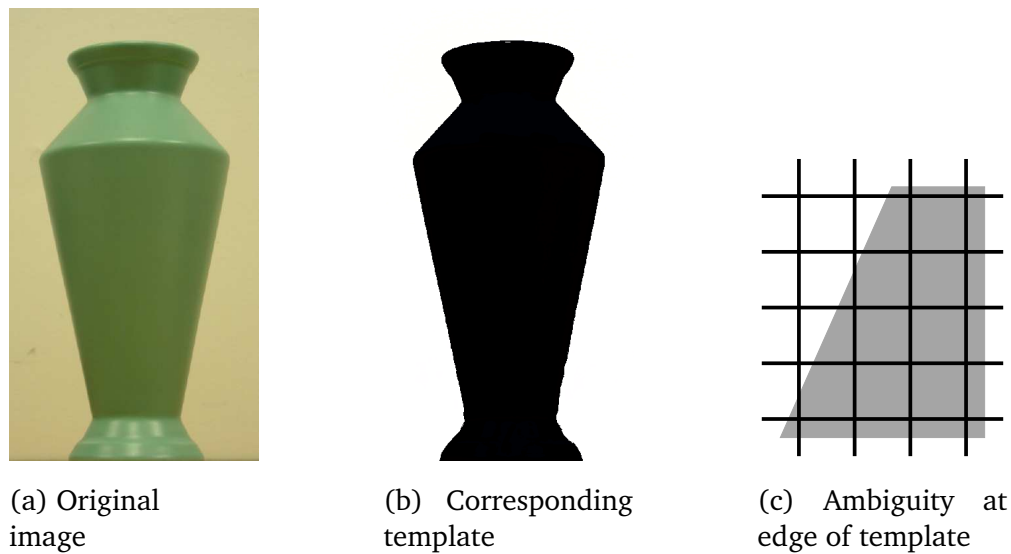 (a) Original
image
(b) Corresponding
template
(c) Ambiguity at
edge of template